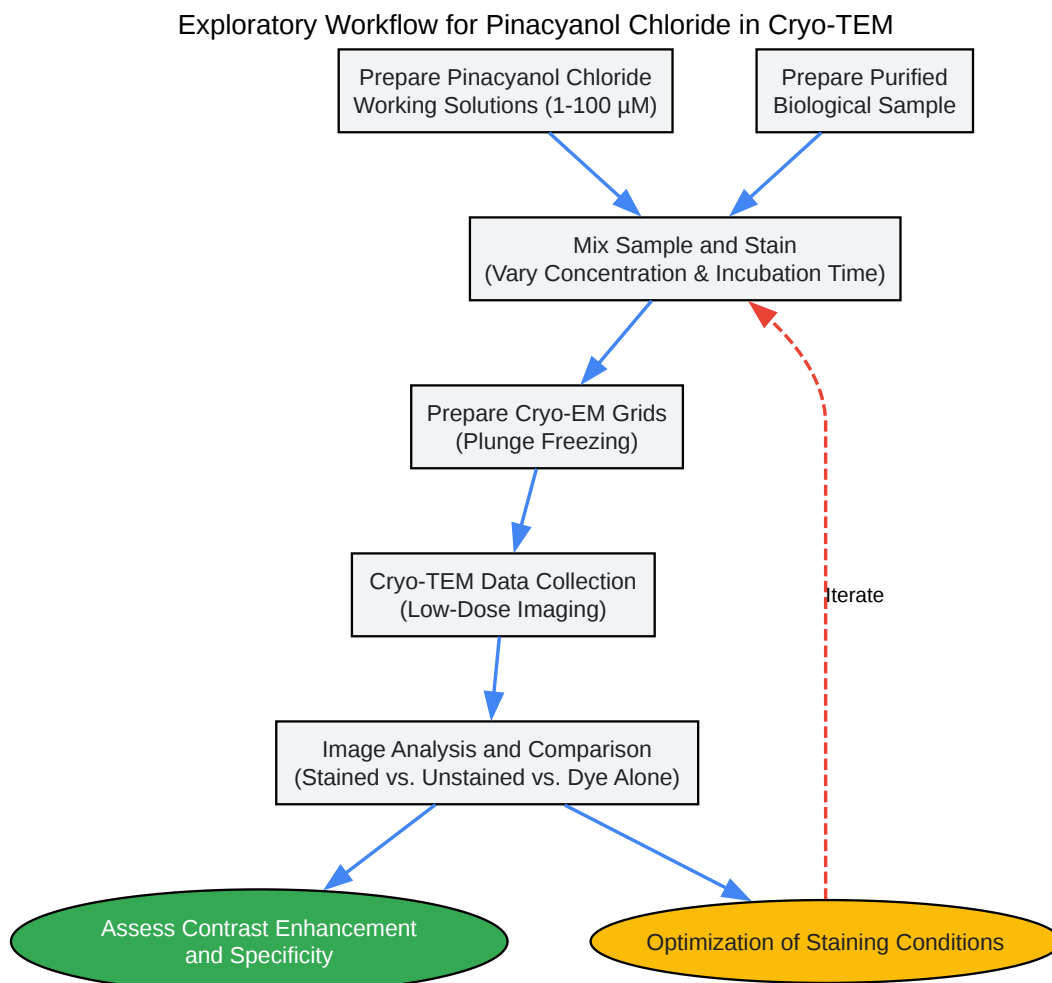 Exploratory Workflow for Pinacyanol Chloride in Cryo-TEM
Prepare Pinacyanol Chloride
Working Solutions (1-100 µM)
Prepare Purified
Biological Sample
Mix Sample and Stain
(Vary Concentration & Incubation Time)
Prepare Cryo-EM Grids
(Plunge Freezing)
Cryo-TEM Data Collection
(Low-Dose Imaging)
Iterate
Image Analysis and Comparison
(Stained vs. Unstained vs. Dye Alone)
Assess Contrast Enhancement
and Specificity
Optimization of Staining Conditions